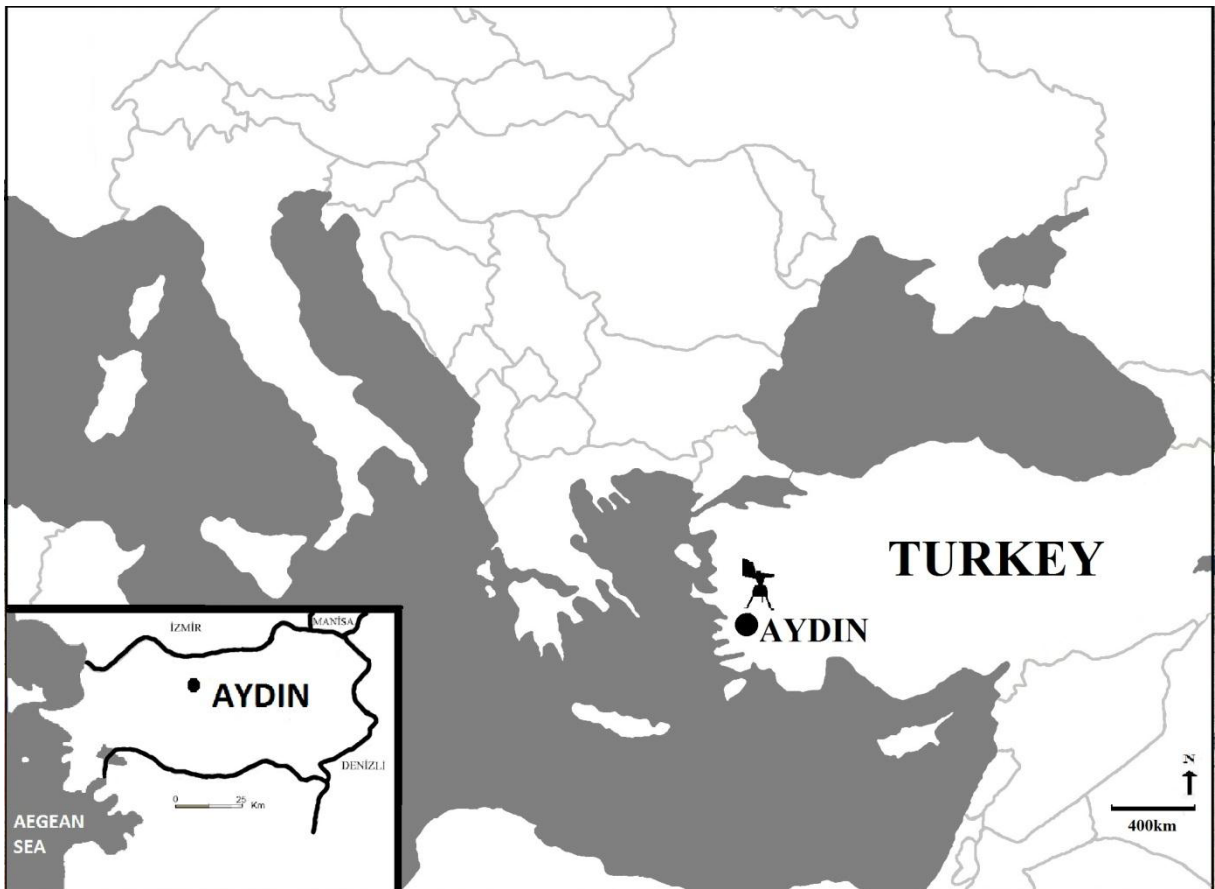 TURKEY
AYDIN
İZMİR
MANİSA
AYDIN
DENİZLİ
0 25 Km
AEGEAN
SEA
N
400km